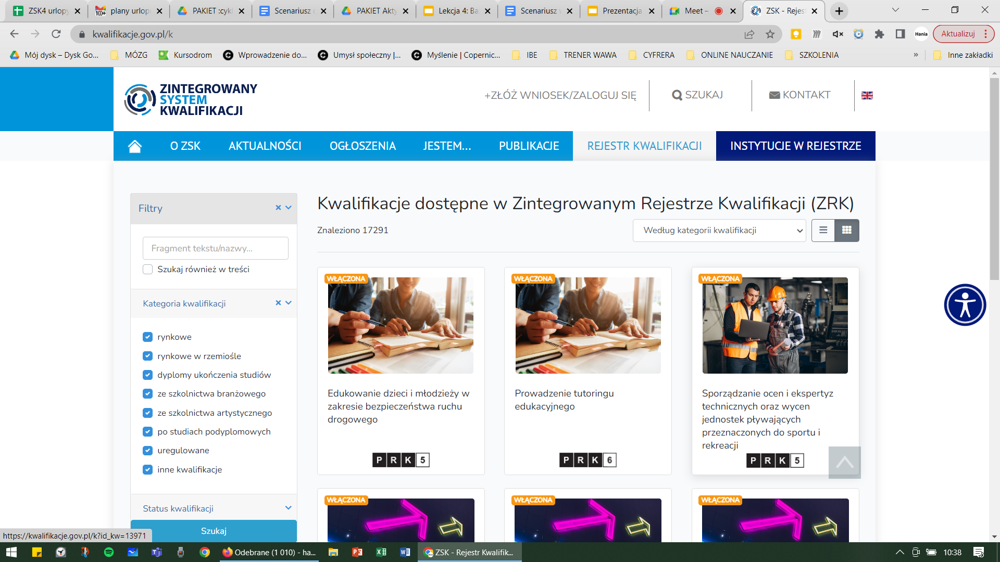 ZSK4 urlopy
plany urlop
PAKIET :cykl
Scenariusz
PAKIET Akty
Lekcja 4: Ba
Scenariusz
Prezentacja
Meet –
ZSK - Rejest
kwalifikacje.gov.pl/k
Hania
Aktualizuj
Mój dysk – Dysk Go...
MÓZG
Kursodrom
Wprowadzenie do...
Umysł społeczny |...
Myślenie | Copernic...
IBE
TRENER WAWA
CYFRERA
ONLINE NAUCZANIE
SZKOLENIA
»
Inne zakładki
ZINTEGROWANY
SYSTEM
KWALIFIKACJI
+ZŁÓŻ WNIOSEK/ZALOGUJ SIĘ
SZUKAJ
KONTAKT
O ZSK
AKTUALNOŚCI
OGŁOSZENIA
JESTEM...
PUBLIKACJE
REJESTR KWALIFIKACJI
INSTYTUCJE W REJESTRZE
Filtry
Fragment tekstu/nazwy...
Szukaj również w treści
Kategoria kwalifikacji
rynkowe
rynkowe w rzemiośle
dyplomy ukończenia studiów
ze szkolnictwa branżowego
ze szkolnictwa artystycznego
po studiach podyplomowych
uregulowane
inne kwalifikacje
Status kwalifikacji
Szukaj
Kwalifikacje dostępne w Zintegrowanym Rejestrze Kwalifikacji (ZRK)
Znaleziono 17291
Według kategorii kwalifikacji
WŁĄCZONA
Edukowanie dzieci i młodzieży w
zakresie bezpieczeństwa ruchu
drogowego
PRK5
WŁĄCZONA
Prowadzenie tutoringu
edukacyjnego
PRK6
WŁĄCZONA
Sporządzanie ocen i ekspertyz
technicznych oraz wycen
jednostek pływających
przeznaczonych do sportu i
rekreacji
PRK5
WŁĄCZONA
WŁĄCZONA
WŁĄCZONA
https://kwalifikacje.gov.pl/k?id_kw=13971
Odebrane (1 010) - ha...
ZSK - Rejestr Kwalifik...
10:38